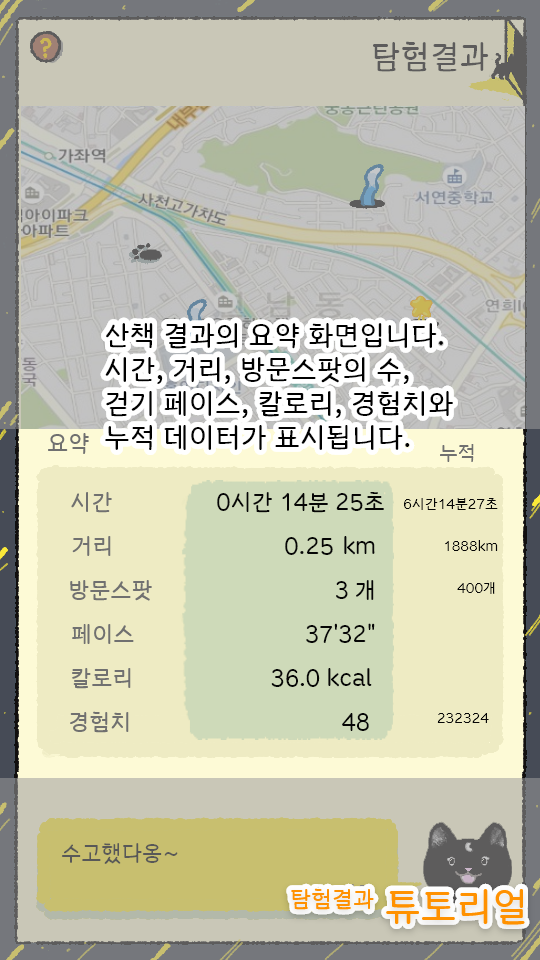 ?
탐험결과
가좌역
내부
사천고가차도
서연중학교
아이파크
아파트
남동
연희
산책 결과의 요약 화면입니다.
시간, 거리, 방문스팟의 수,
걷기 페이스, 칼로리, 경험치와
누적 데이터가 표시됩니다.
요약 누적
시간 0시간 14분 25초 6시간14분27초
거리 0.25 km 1888km
방문스팟 3 개 400개
페이스 37'32"
칼로리 36.0 kcal
경험치 48 232324
수고했다옹~
탐험결과 튜토리얼